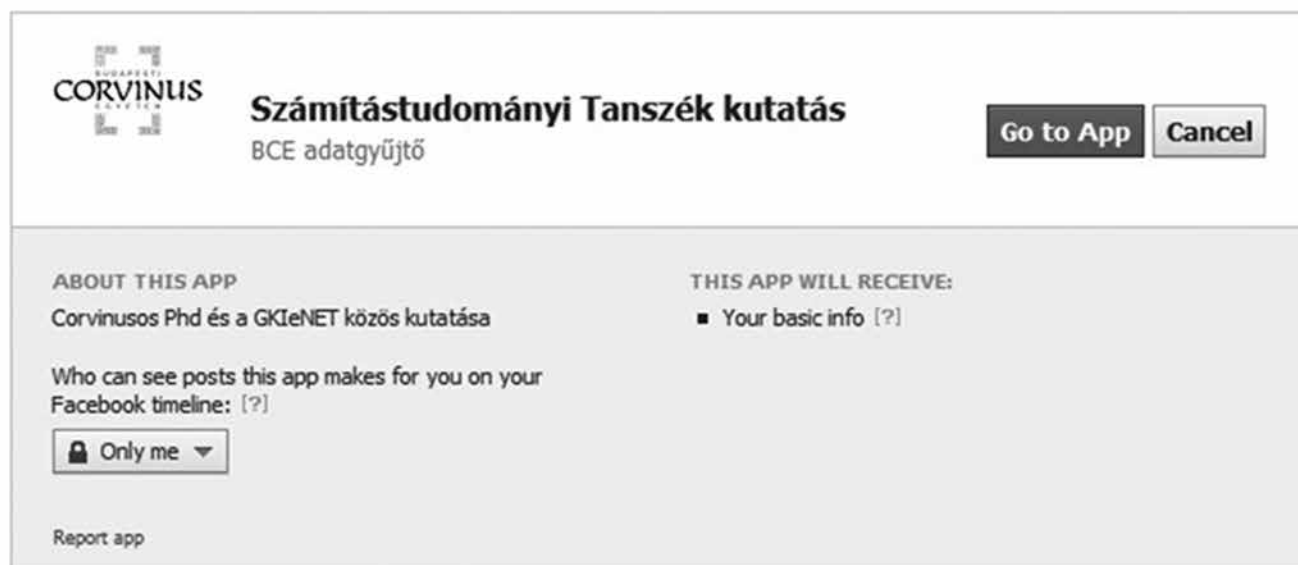 BUDAPESTI
CORVINUS
EGYETEM
Számítástudományi Tanszék kutatás
BCE adatgyűjtő
Go to App
Cancel
ABOUT THIS APP
Corvinusos Phd és a GKIeNET közös kutatása
Who can see posts this app makes for you on your
Facebook timeline: [?]
Only me
Report app
THIS APP WILL RECEIVE:
▪ Your basic info [?]